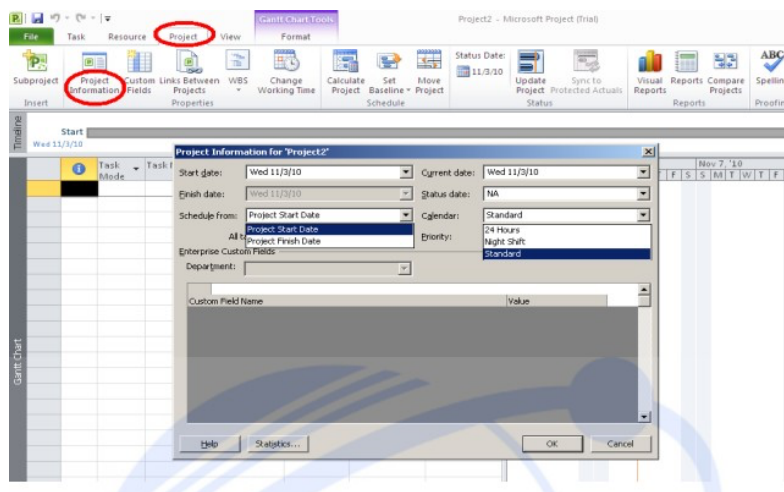 Gantt Chart Tools
Project2 - Microsoft Project (Trial)
File Task Resource Project View Format
Subproject
Project Information
Custom Fields
Links Between Projects
WBS
Change Working Time
Calculate Project
Set Baseline
Move Project
Status Date:
11/3/10
Update Project
Sync to Protected Actuals
Visual Reports
Reports
Compare Projects
ABC
Spellin
Insert Properties Schedule Status Reports Proofin
Timeline
Start
Wed 11/3/10
Task Mode
Task
Nov 7, '10
F S S M T W T F
Project Information for 'Project2'
Start date: Wed 11/3/10 Current date: Wed 11/3/10
Finish date: Wed 11/3/10 Status date: NA
Schedule from: Project Start Date Calendar: Standard
Project Start Date
Project Finish Date
24 Hours
Night Shift
Standard
All Priority:
Enterprise Custom Fields
Department:
Custom Field Name Value
Gantt Chart
Help Statistics... OK Cancel